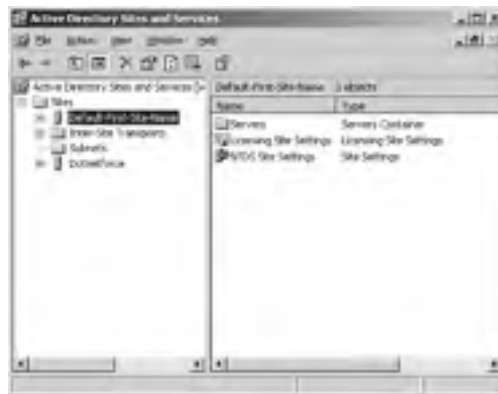 Active Directory Sites and Services
File Action View Window Help
Active Directory Sites and Services
Sites
Default-First-Site-Name
Inter-Site Transports
Subnets
Dotnetforce
Default-First-Site-Name 3 objects
Name Type
Servers Servers Container
Licensing Site Settings Licensing Site Settings
NTDS Site Settings Site Settings